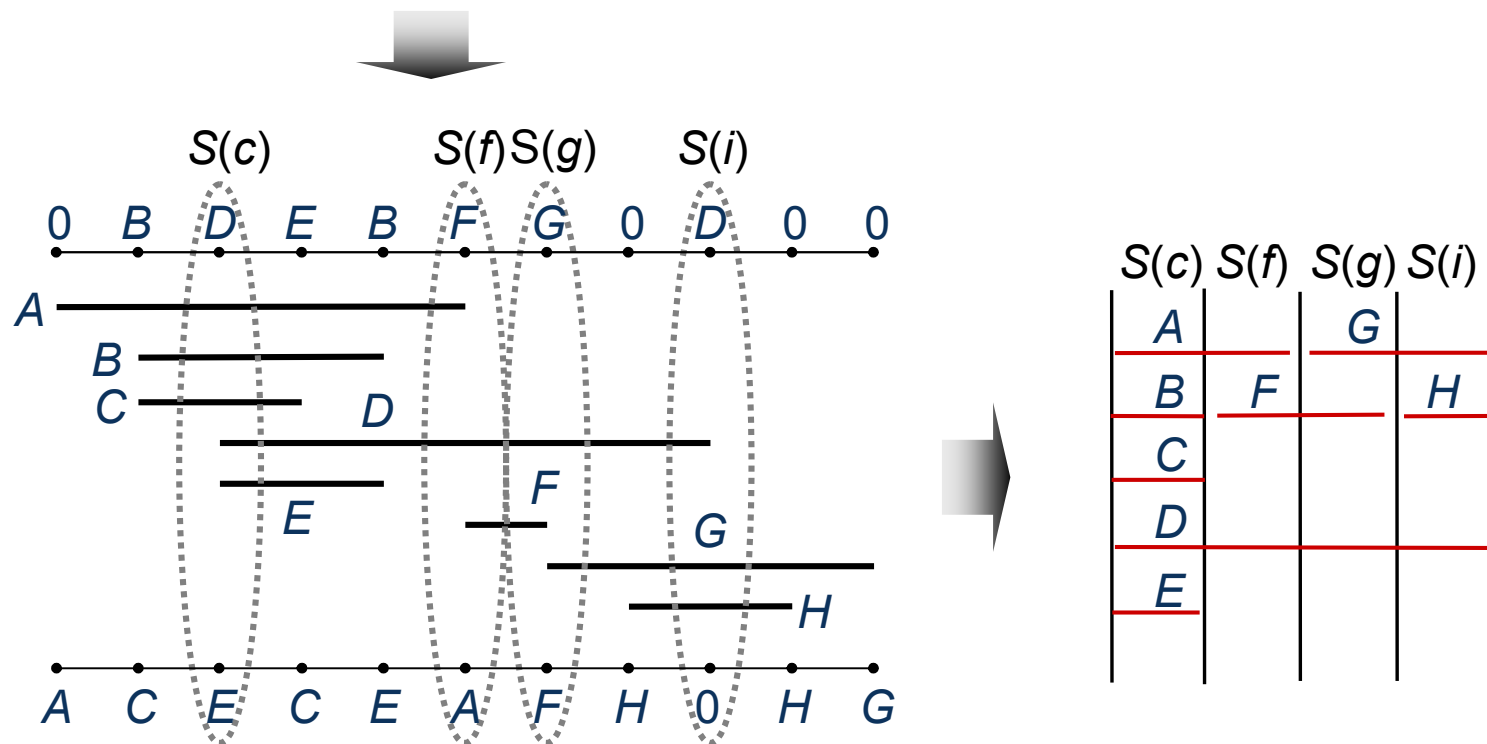 S(c) S(f) S(g) S(i)
0 B D E B F G 0 D 0 0
A
B
C
D
E
F
G
H
A C E C E A F H 0 H G
S(c) S(f) S(g) S(i)
A G
B F H
C
D
E